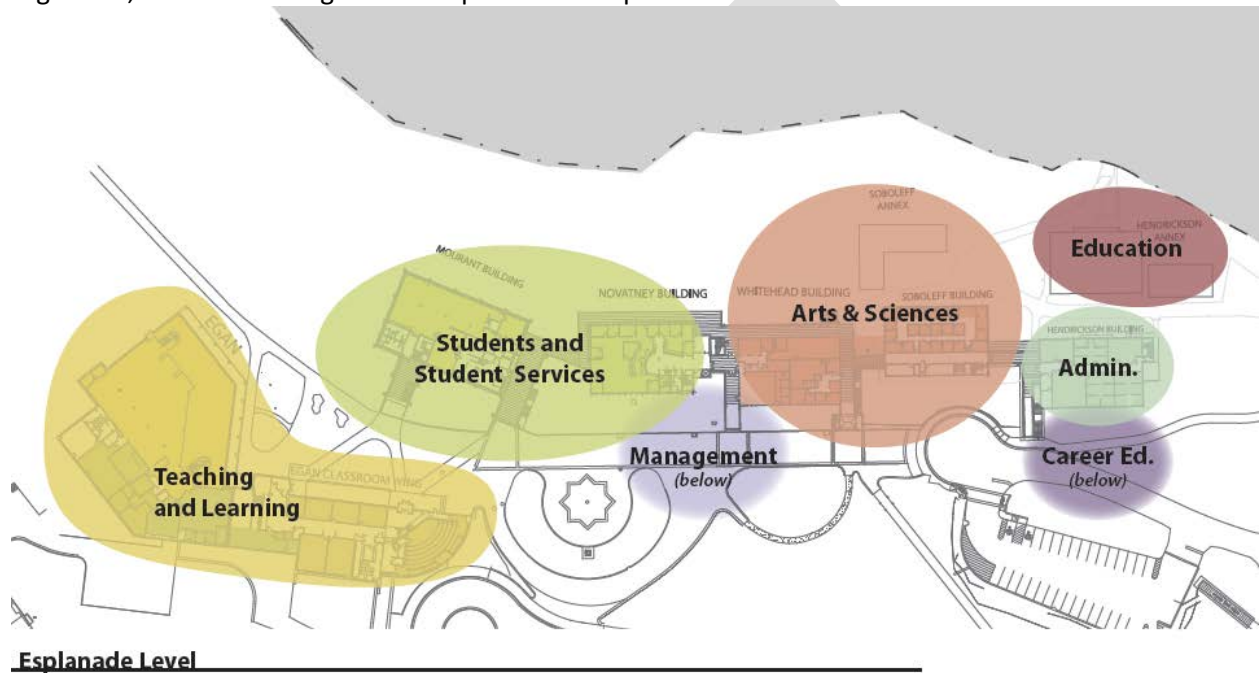 MOURANT BUILDING
NOVATNEY BUILDING
WHITEHEAD BUILDING
SOBOLEFF
ANNEX
SOBOLEFF BUILDING
HENDRICKSON
ANNEX
Education
HENDRICKSON BUILDING
Arts & Sciences
Admin.
Students and
Student Services
EGAN
Management
(below)
Career Ed.
(below)
EGAN CLASSROOM WING
Teaching
and Learning
Esplanade Level